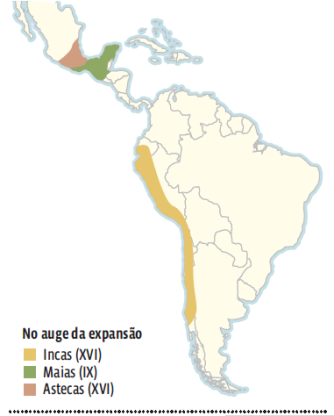 No auge da expansão
Incas (XVI)
Maias (IX)
Astecas (XVI)